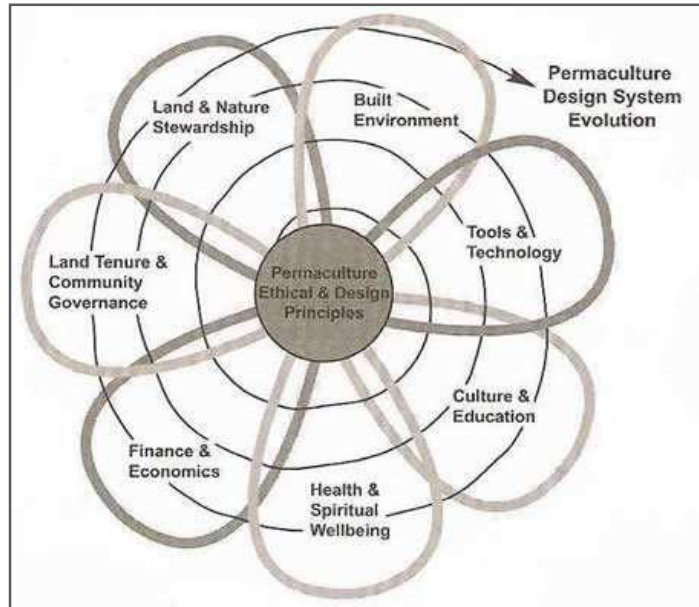 Permaculture
Design System
Evolution
Land & Nature
Stewardship
Built
Environment
Tools &
Technology
Land Tenure &
Community
Governance
Permaculture
Ethical & Design
Principles
Culture &
Education
Finance &
Economics
Health &
Spiritual
Wellbeing